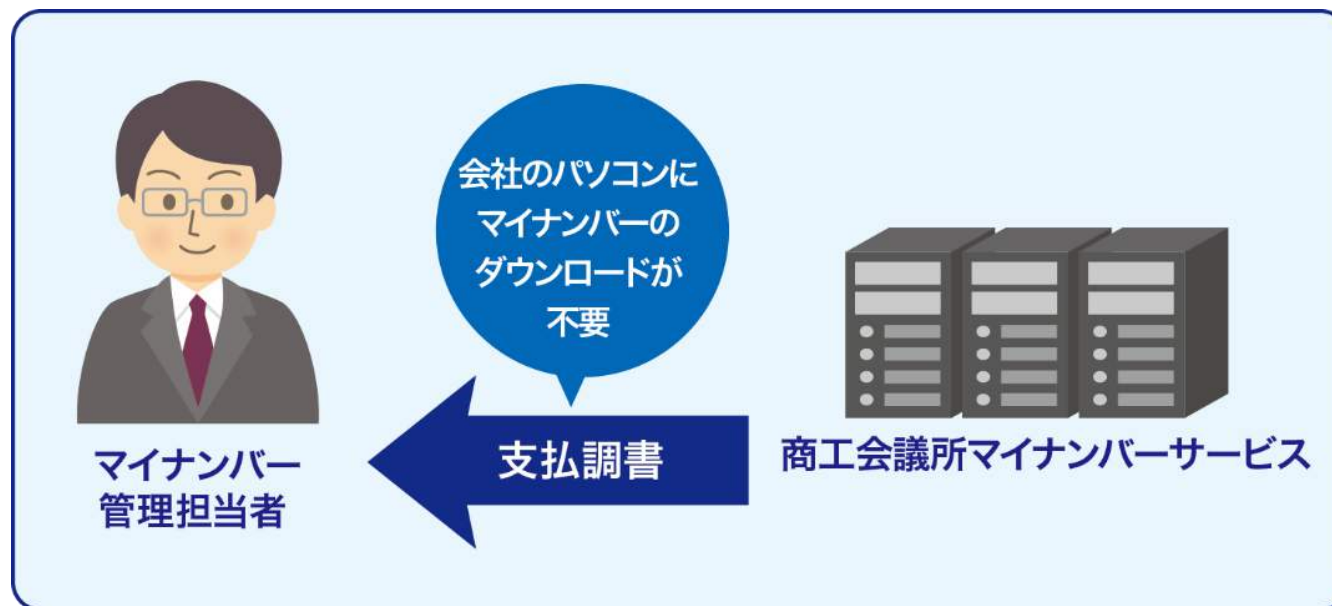 会社のパソコンに
マイナンバーの
ダウンロードが
不要
支払調書
マイナンバー
管理担当者
商工会議所マイナンバーサービス